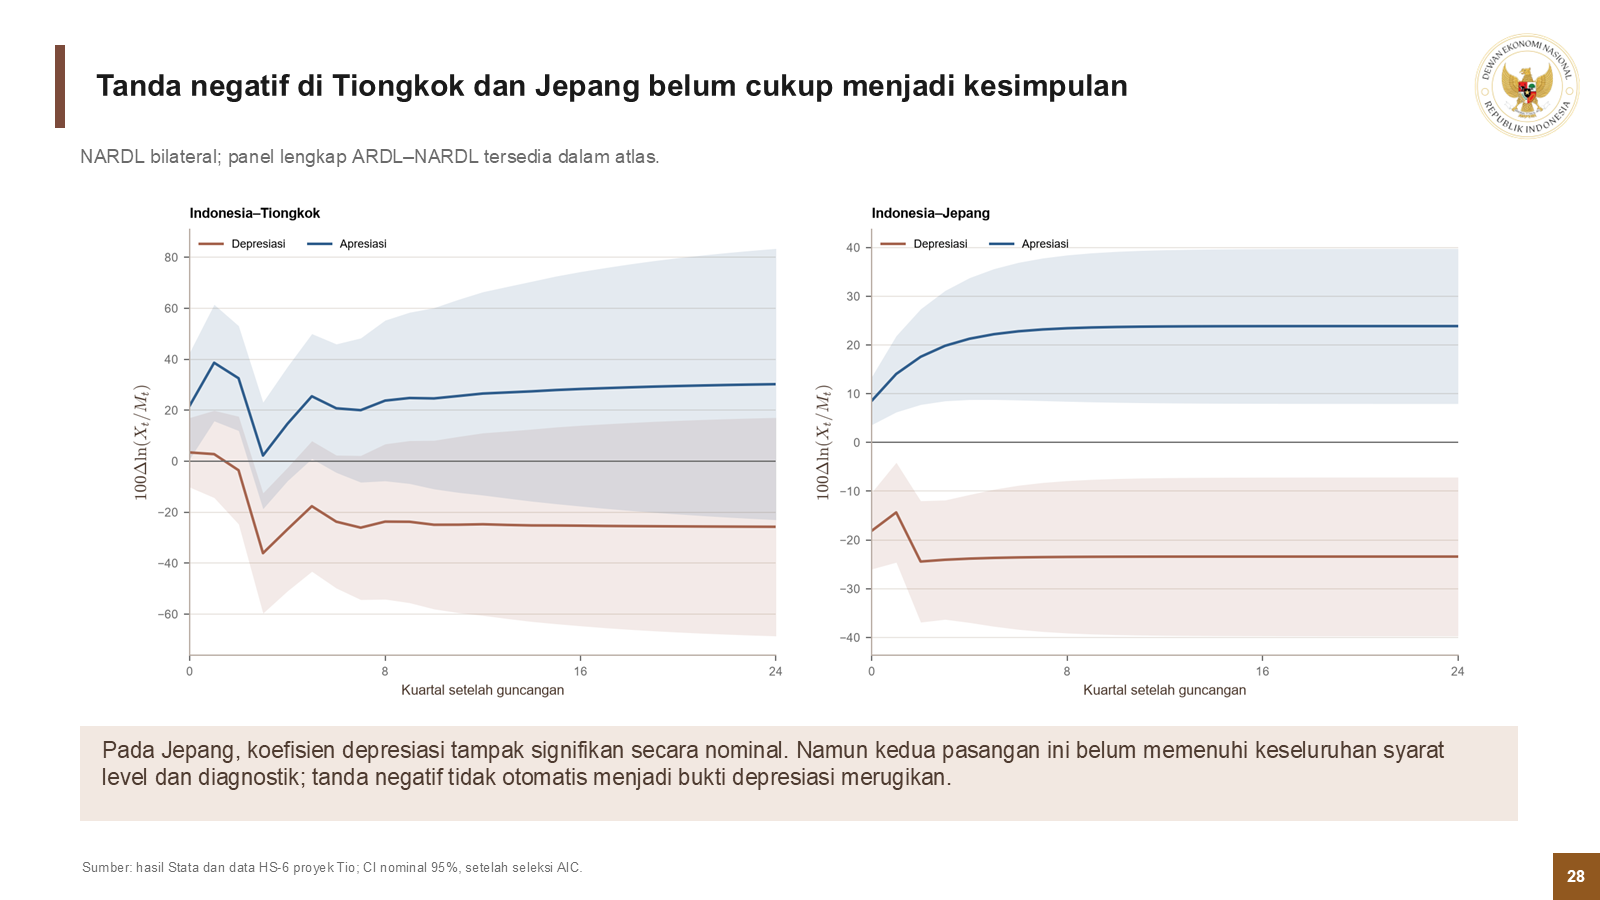 Tanda negatif di Tiongkok dan Jepang belum cukup menjadi kesimpulan
DEWAN EKONOMI NASIONAL
REPUBLIK INDONESIA
NARDL bilateral; panel lengkap ARDL–NARDL tersedia dalam atlas.
Indonesia–Tiongkok
Depresiasi
Apresiasi
80
60
40
20
0
−20
−40
−60
100Δln(Xₜ/Mₜ)
0
8
16
24
Kuartal setelah guncangan
Indonesia–Jepang
Depresiasi
Apresiasi
40
30
20
10
0
−10
−20
−30
−40
100Δln(Xₜ/Mₜ)
0
8
16
24
Kuartal setelah guncangan
Pada Jepang, koefisien depresiasi tampak signifikan secara nominal. Namun kedua pasangan ini belum memenuhi keseluruhan syarat
level dan diagnostik; tanda negatif tidak otomatis menjadi bukti depresiasi merugikan.
Sumber: hasil Stata dan data HS-6 proyek Tio; CI nominal 95%, setelah seleksi AIC.
28